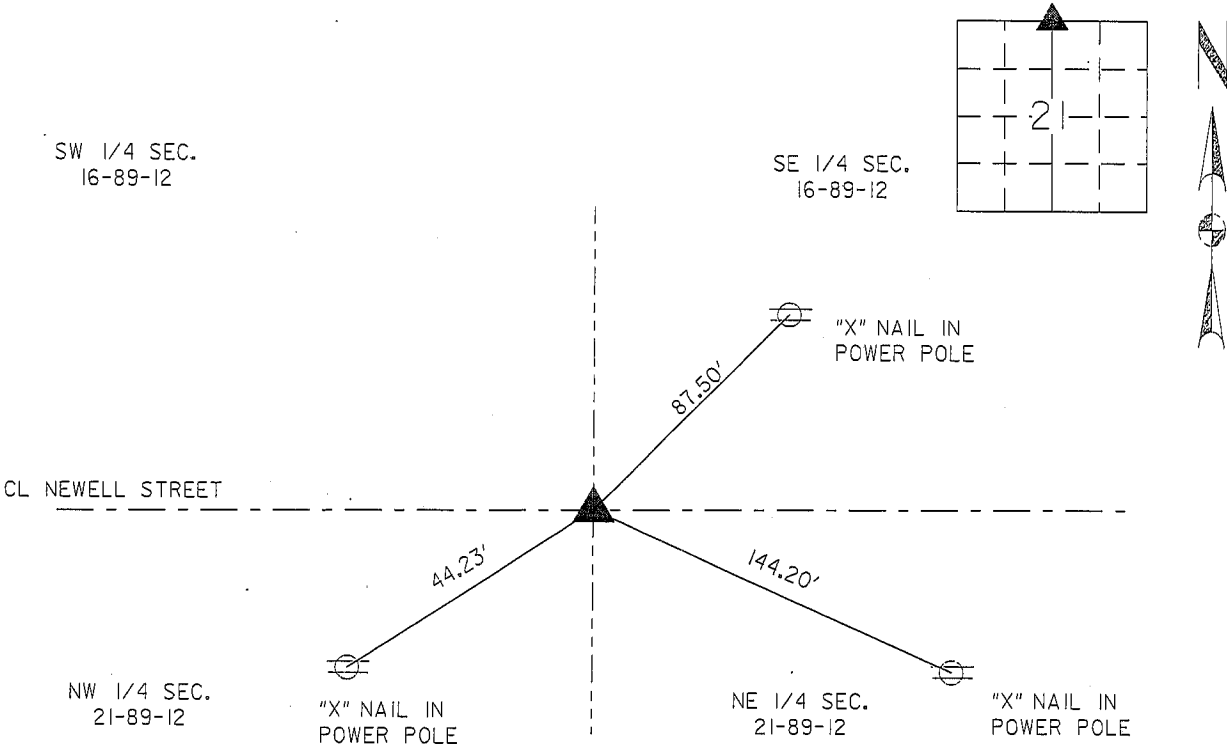 N
21
SW 1/4 SEC.
16-89-12
SE 1/4 SEC.
16-89-12
"X" NAIL IN
POWER POLE
87.50'
CL NEWELL STREET
44.23'
144.20'
NW 1/4 SEC.
21-89-12
"X" NAIL IN
POWER POLE
NE 1/4 SEC.
21-89-12
"X" NAIL IN
POWER POLE